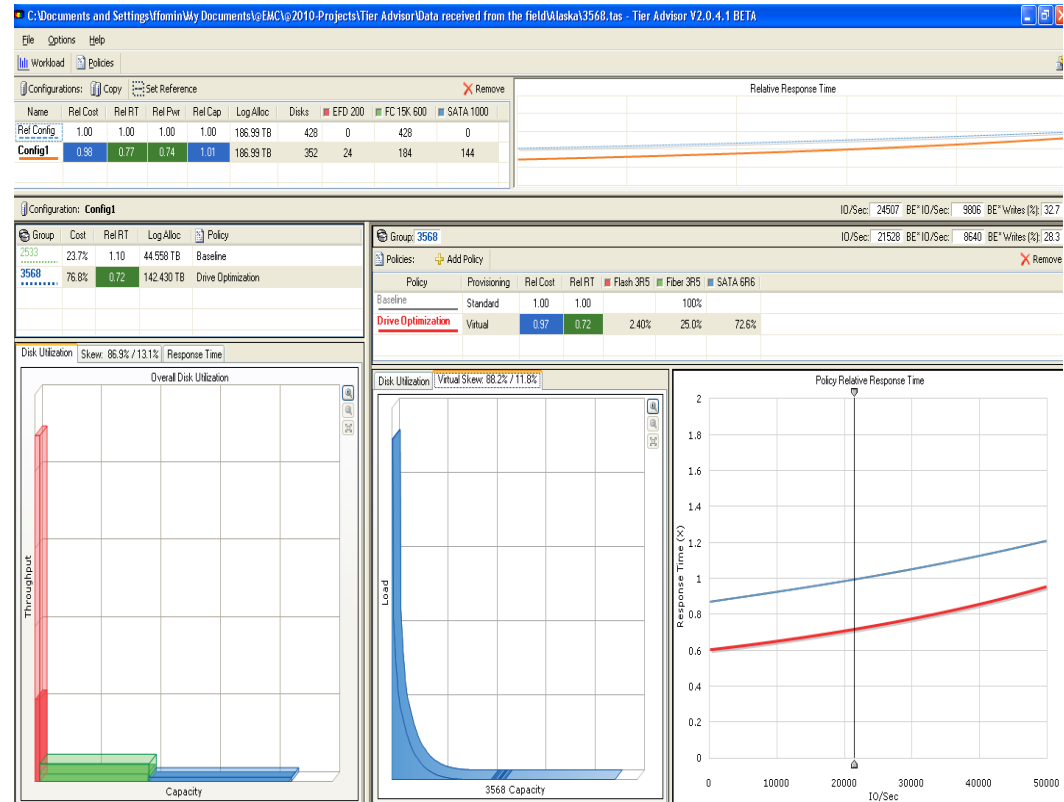 C:\Documents and Settings\ffomin\My Documents\@EMC\@2010-Projects\Tier Advisor\Data received from the field\Alaska\3568.tas - Tier Advisor V2.0.4.1 BETA
File Options Help
Workload Policies
Configurations: Copy Set Reference Remove
Name Rel Cost Rel RT Rel Pwr Rel Cap Log Alloc Disks EFD 200 FC 15K 600 SATA 1000
Ref Config 1.00 1.00 1.00 1.00 186.99 TB 428 0 428 0
Config1 0.98 0.77 0.74 1.01 186.99 TB 352 24 184 144
Relative Response Time
Configuration: Config1
IO/Sec: 24507 BE*IO/Sec: 9806 BE*Writes (%): 32.7
Group Cost Rel RT Log Alloc Policy
2533 23.7% 1.10 44.558 TB Baseline
3568 76.8% 0.72 142.430 TB Drive Optimization
Group: 3568
IO/Sec: 21528 BE*IO/Sec: 8640 BE*Writes (%): 28.3
Policies: Add Policy Remove
Policy Provisioning Rel Cost Rel RT Flash 3R5 Fiber 3R5 SATA 6R6
Baseline Standard 1.00 1.00 100%
Drive Optimization Virtual 0.97 0.72 2.40% 25.0% 72.6%
Disk Utilization Skew: 86.9% / 13.1% Response Time
Overall Disk Utilization
Throughput
Capacity
Disk Utilization Virtual Skew: 88.2% / 11.8%
Load
3568 Capacity
Policy Relative Response Time
Response Time (X)
2
1.8
1.6
1.4
1.2
1
0.8
0.6
0.4
0.2
0
0 10000 20000 30000 40000 50000
IO/Sec